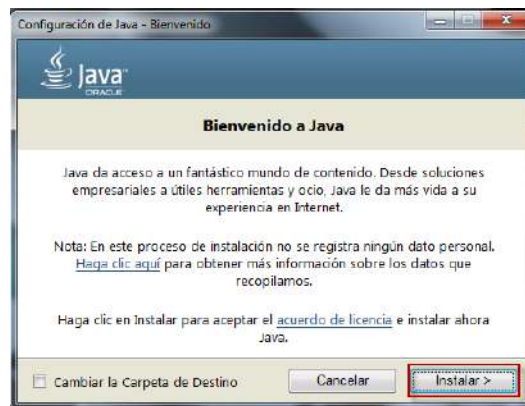 Configuración de Java - Bienvenido
Java
ORACLE
Bienvenido a Java
Java da acceso a un fantástico mundo de contenido. Desde soluciones
empresariales a útiles herramientas y ocio, Java le da más vida a su
experiencia en Internet.
Nota: En este proceso de instalación no se registra ningún dato personal.
Haga clic aquí para obtener más información sobre los datos que
recopilamos.
Haga clic en Instalar para aceptar el acuerdo de licencia e instalar ahora
Java.
Cambiar la Carpeta de Destino
Cancelar
Instalar >